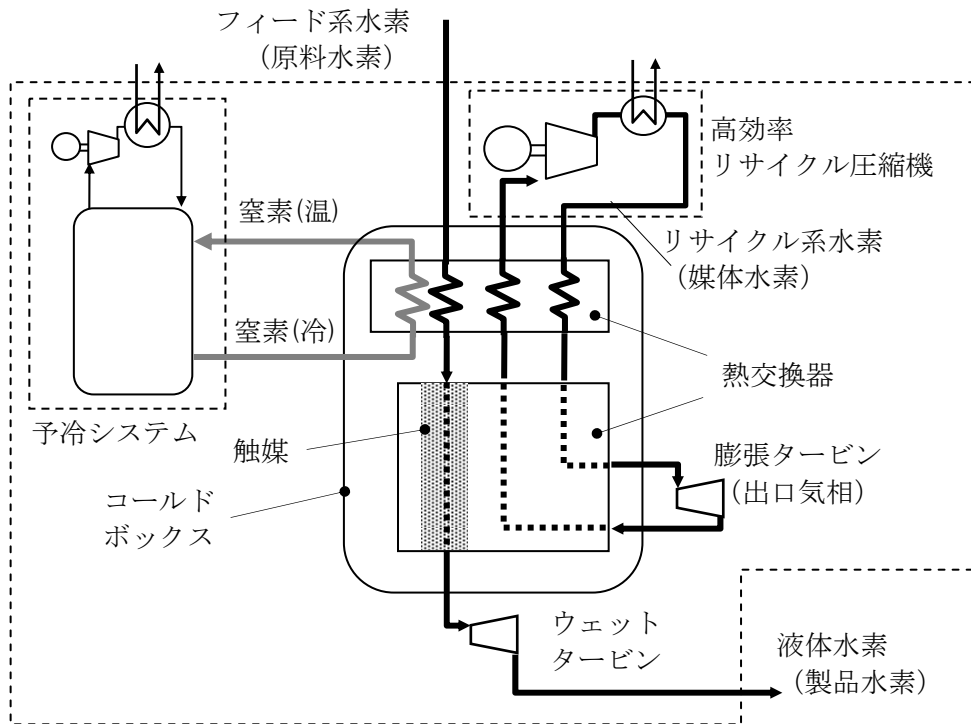 フィード系水素
（原料水素）
高効率
リサイクル圧縮機
窒素(温)
リサイクル系水素
（媒体水素）
窒素(冷)
熱交換器
予冷システム
触媒
膨張タービン
（出口気相）
コールド
ボックス
ウェット
タービン
液体水素
（製品水素）